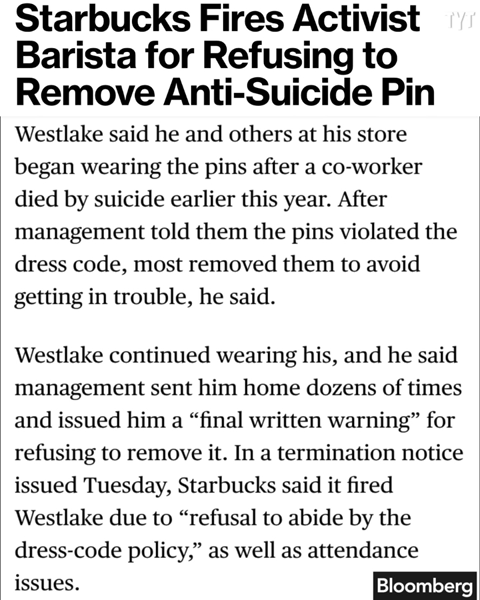 Starbucks Fires Activist
TYT
Barista for Refusing to
Remove Anti-Suicide Pin
Westlake said he and others at his store
began wearing the pins after a co-worker
died by suicide earlier this year. After
management told them the pins violated the
dress code, most removed them to avoid
getting in trouble, he said.
Westlake continued wearing his, and he said
management sent him home dozens of times
and issued him a “final written warning” for
refusing to remove it. In a termination notice
issued Tuesday, Starbucks said it fired
Westlake due to “refusal to abide by the
dress-code policy,” as well as attendance
issues.
Bloomberg